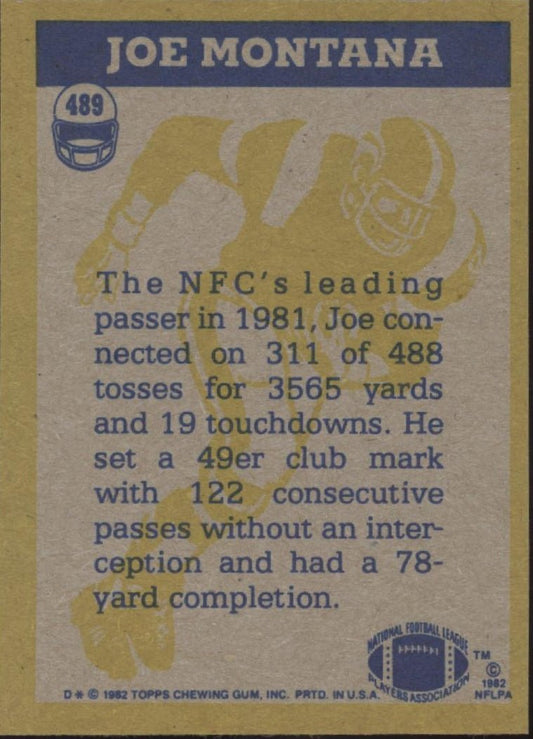 JOE MONTANA
489
The NFC's leading
passer in 1981, Joe con-
nected on 311 of 488
tosses for 3565 yards
and 19 touchdowns. He
set a 49er club mark
with 122 consecutive
passes without an inter-
ception and had a 78-
yard completion.
NATIONAL FOOTBALL LEAGUE
PLAYERS ASSOCIATION
TM
©
1982
NFLPA
D * © 1982 TOPPS CHEWING GUM, INC. PRTD. IN U.S.A.